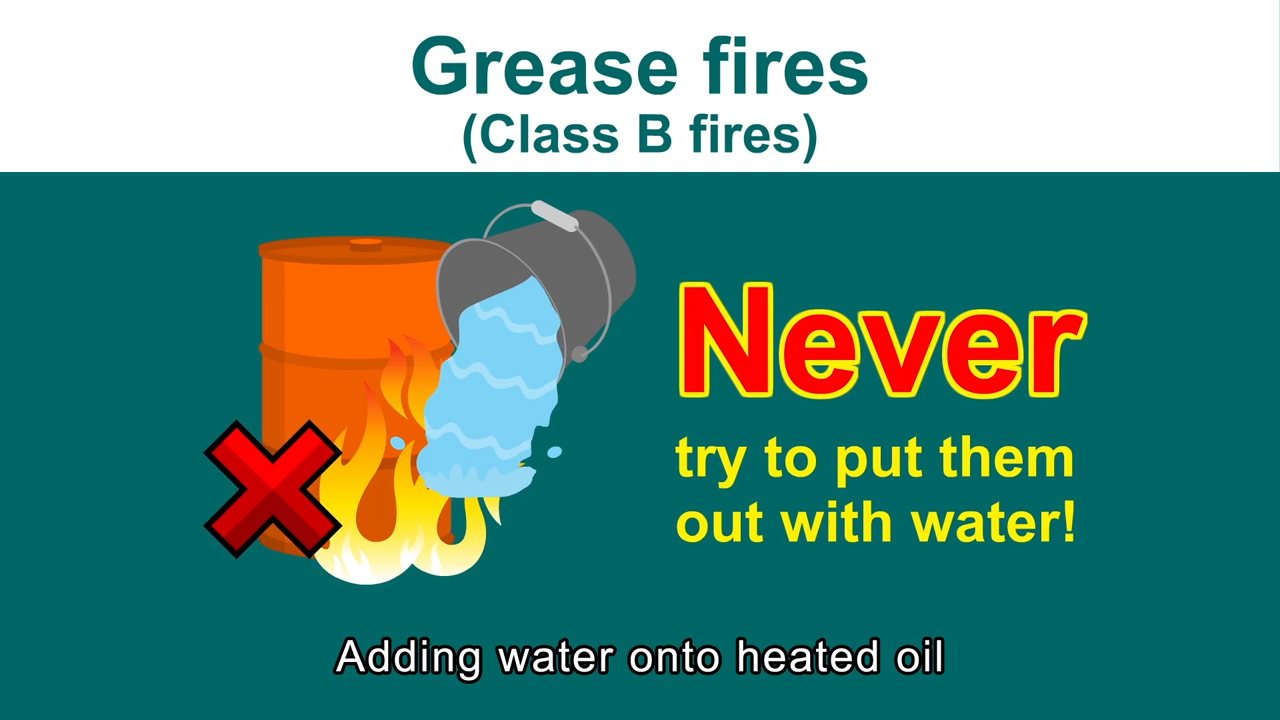 Grease fires
(Class B fires)
Never
try to put them
out with water!
Adding water onto heated oil